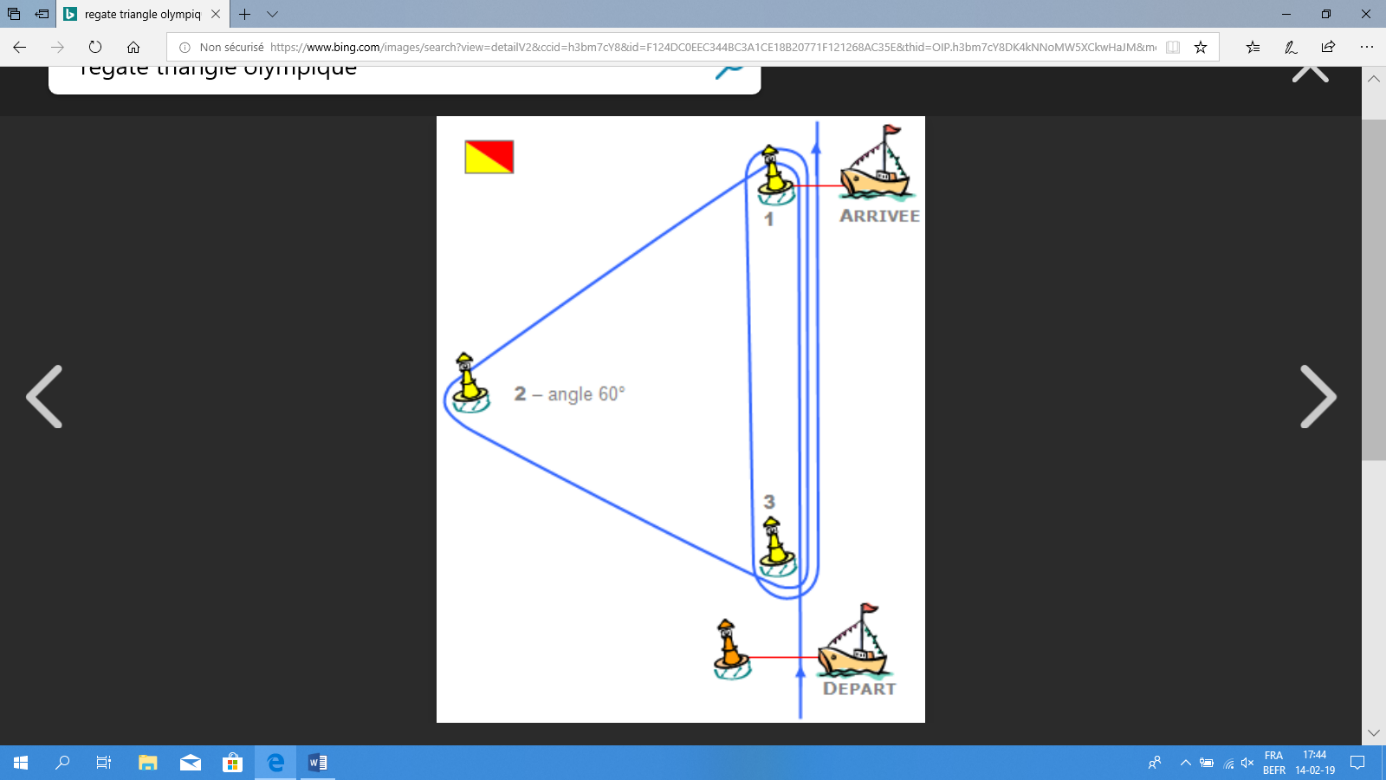 regate triangle olympiq
Non sécurisé https://www.bing.com/images/search?view=detailV2&ccid=h3bm7cY8&id=F124DC0EEC344BC3A1CE18B20771F121268AC35E&thid=OIP.h3bm7cY8DK4kNNoMW5XCkwHaJM&m
regate triangle olympique
1
ARRIVEE
2 – angle 60°
3
DEPART
FRA
BEFR
17:44
14-02-19